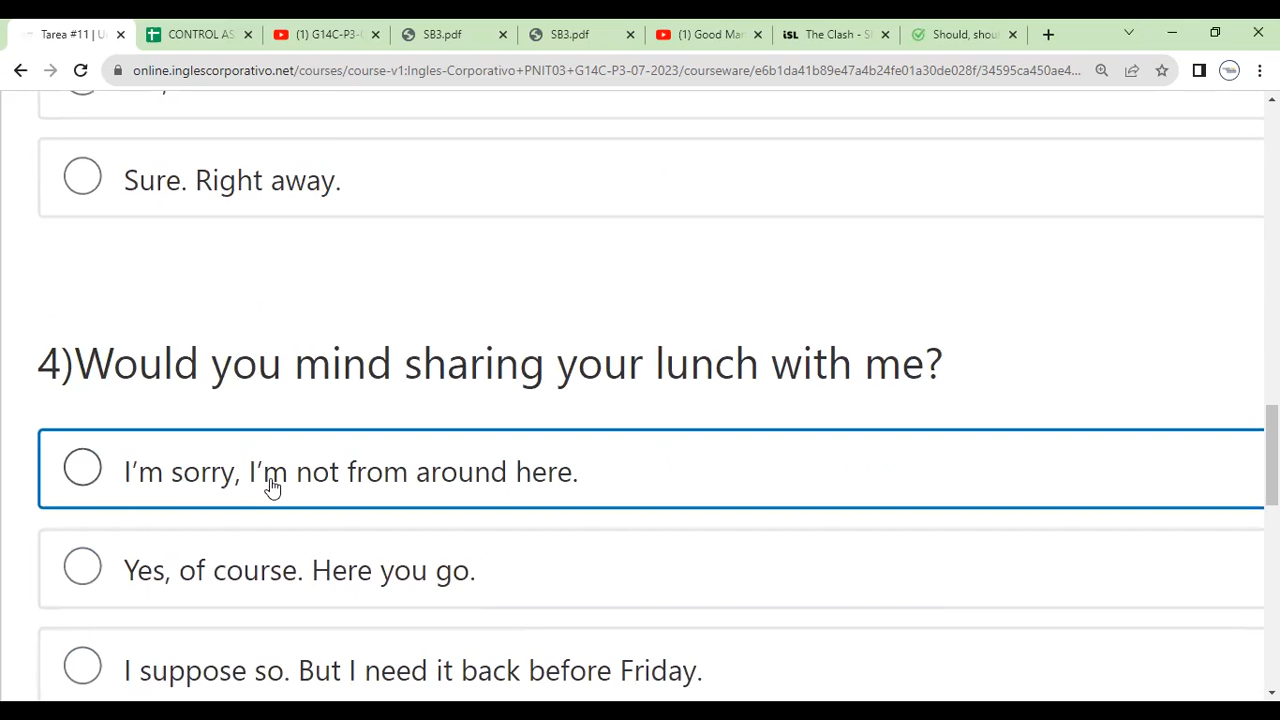 Tarea #11 | U
CONTROL AS
(1) G14C-P3-
SB3.pdf
SB3.pdf
(1) Good Mar
iSL The Clash - S
Should, shou
online.inglescorporativo.net/courses/course-v1:Ingles-Corporativo+PNIT03+G14C-P3-07-2023/courseware/e6b1da41b89e47a4b24fe01a30de028f/34595ca450ae4...
Sure. Right away.
4)Would you mind sharing your lunch with me?
I'm sorry, I'm not from around here.
Yes, of course. Here you go.
I suppose so. But I need it back before Friday.